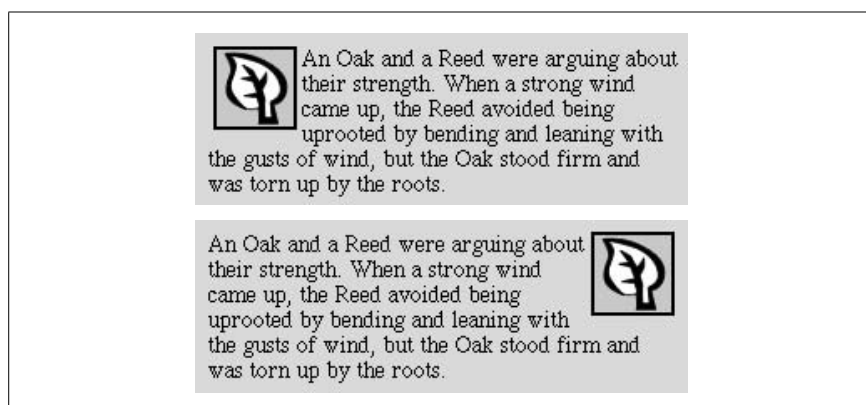 An Oak and a Reed were arguing about
their strength. When a strong wind
came up, the Reed avoided being
uprooted by bending and leaning with
the gusts of wind, but the Oak stood firm and
was torn up by the roots.
An Oak and a Reed were arguing about
their strength. When a strong wind
came up, the Reed avoided being
uprooted by bending and leaning with
the gusts of wind, but the Oak stood firm and
was torn up by the roots.